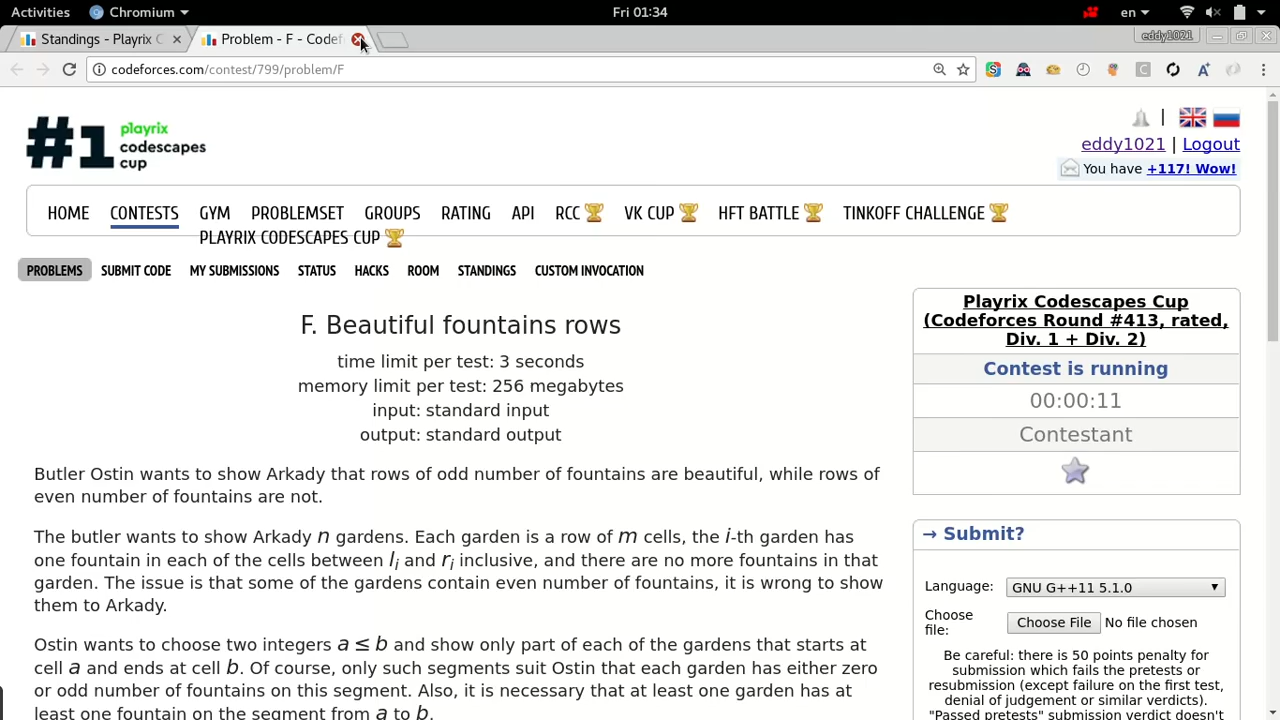 Activities Chromium Fri 01:34 en
Standings - Playrix C Problem - F - Codef eddy1021
codeforces.com/contest/799/problem/F
#1 playrix codescapes cup
eddy1021 | Logout
You have +117! Wow!
HOME CONTESTS GYM PROBLEMSET GROUPS RATING API RCC VK CUP HFT BATTLE TINKOFF CHALLENGE
PLAYRIX CODESCAPES CUP
PROBLEMS SUBMIT CODE MY SUBMISSIONS STATUS HACKS ROOM STANDINGS CUSTOM INVOCATION
F. Beautiful fountains rows
time limit per test: 3 seconds
memory limit per test: 256 megabytes
input: standard input
output: standard output
Butler Ostin wants to show Arkady that rows of odd number of fountains are beautiful, while rows of
even number of fountains are not.
The butler wants to show Arkady n gardens. Each garden is a row of m cells, the i-th garden has
one fountain in each of the cells between li and ri inclusive, and there are no more fountains in that
garden. The issue is that some of the gardens contain even number of fountains, it is wrong to show
them to Arkady.
Ostin wants to choose two integers a ≤ b and show only part of each of the gardens that starts at
cell a and ends at cell b. Of course, only such segments suit Ostin that each garden has either zero
or odd number of fountains on this segment. Also, it is necessary that at least one garden has at
least one fountain on the segment from a to b.
Playrix Codescapes Cup
(Codeforces Round #413, rated,
Div. 1 + Div. 2)
Contest is running
00:00:11
Contestant
→ Submit?
Language: GNU G++11 5.1.0
Choose file: Choose File No file chosen
Be careful: there is 50 points penalty for
submission which fails the pretests or
resubmission (except failure on the first test,
denial of judgement or similar verdicts).
"Passed pretests" submission verdict doesn't